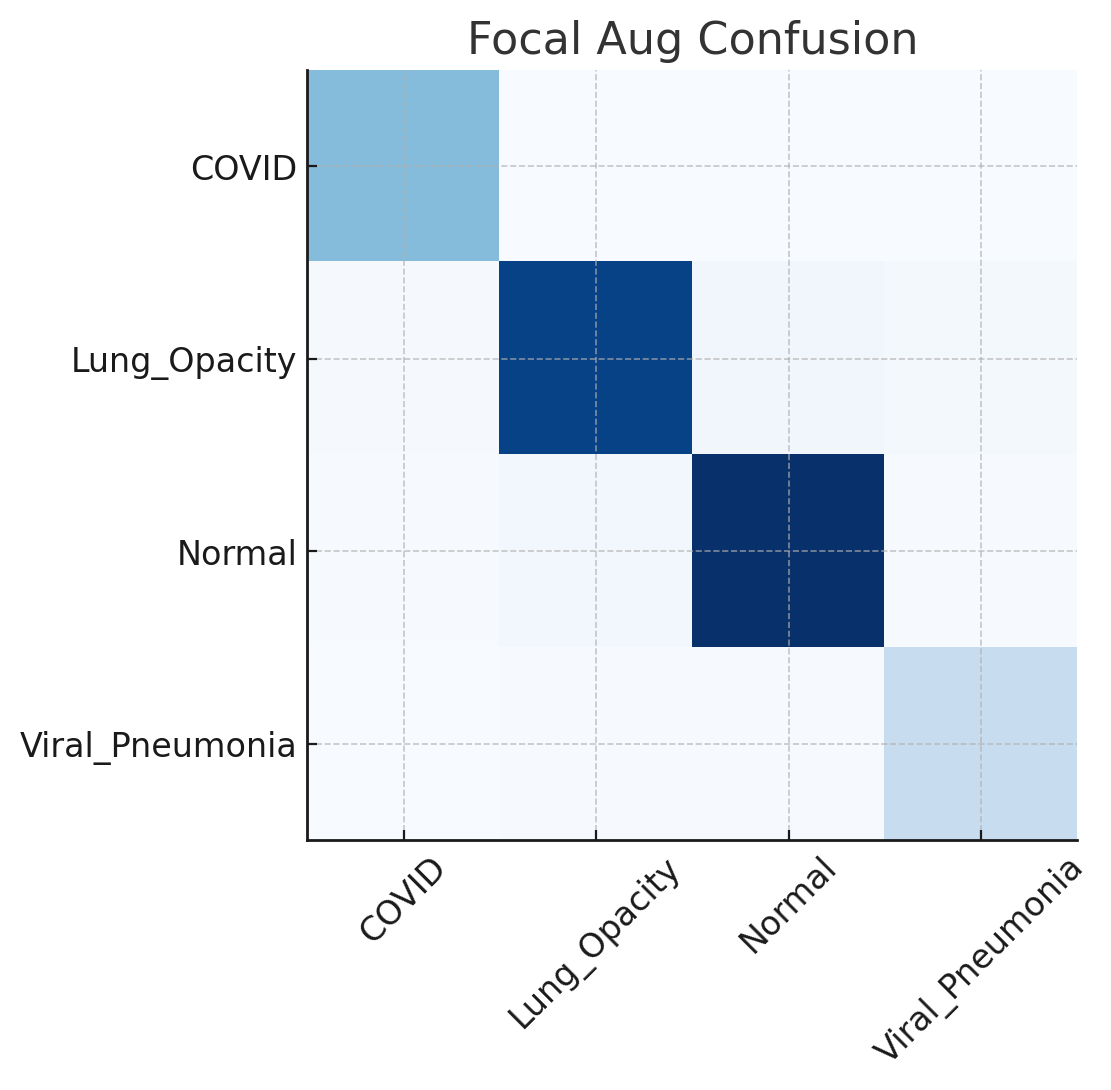 Focal Aug Confusion
COVID
Lung_Opacity
Normal
Viral_Pneumonia
COVID
Lung_Opacity
Normal
Viral_Pneumonia